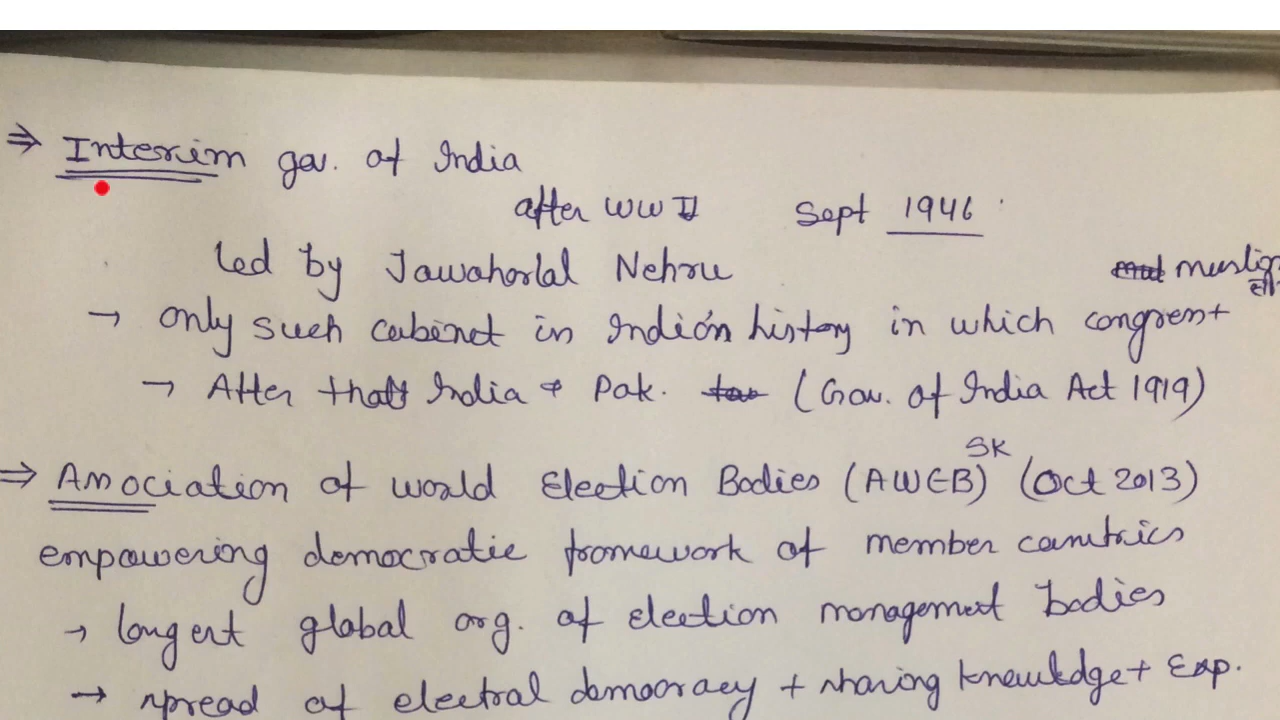 ⇒ Interim gov. of India
after WW II Sept 1946
led by Jawaharlal Nehru
→ only such cabinet in Indian history in which congress +
→ After that India & Pak. (Gov. of India Act 1919)
⇒ Association of world Election Bodies (AWEB) SK (Oct 2013)
empowering democratic framework of member countries
→ largest global org. of election management bodies
→ spread of electral democracy + sharing knowledge + Exp.